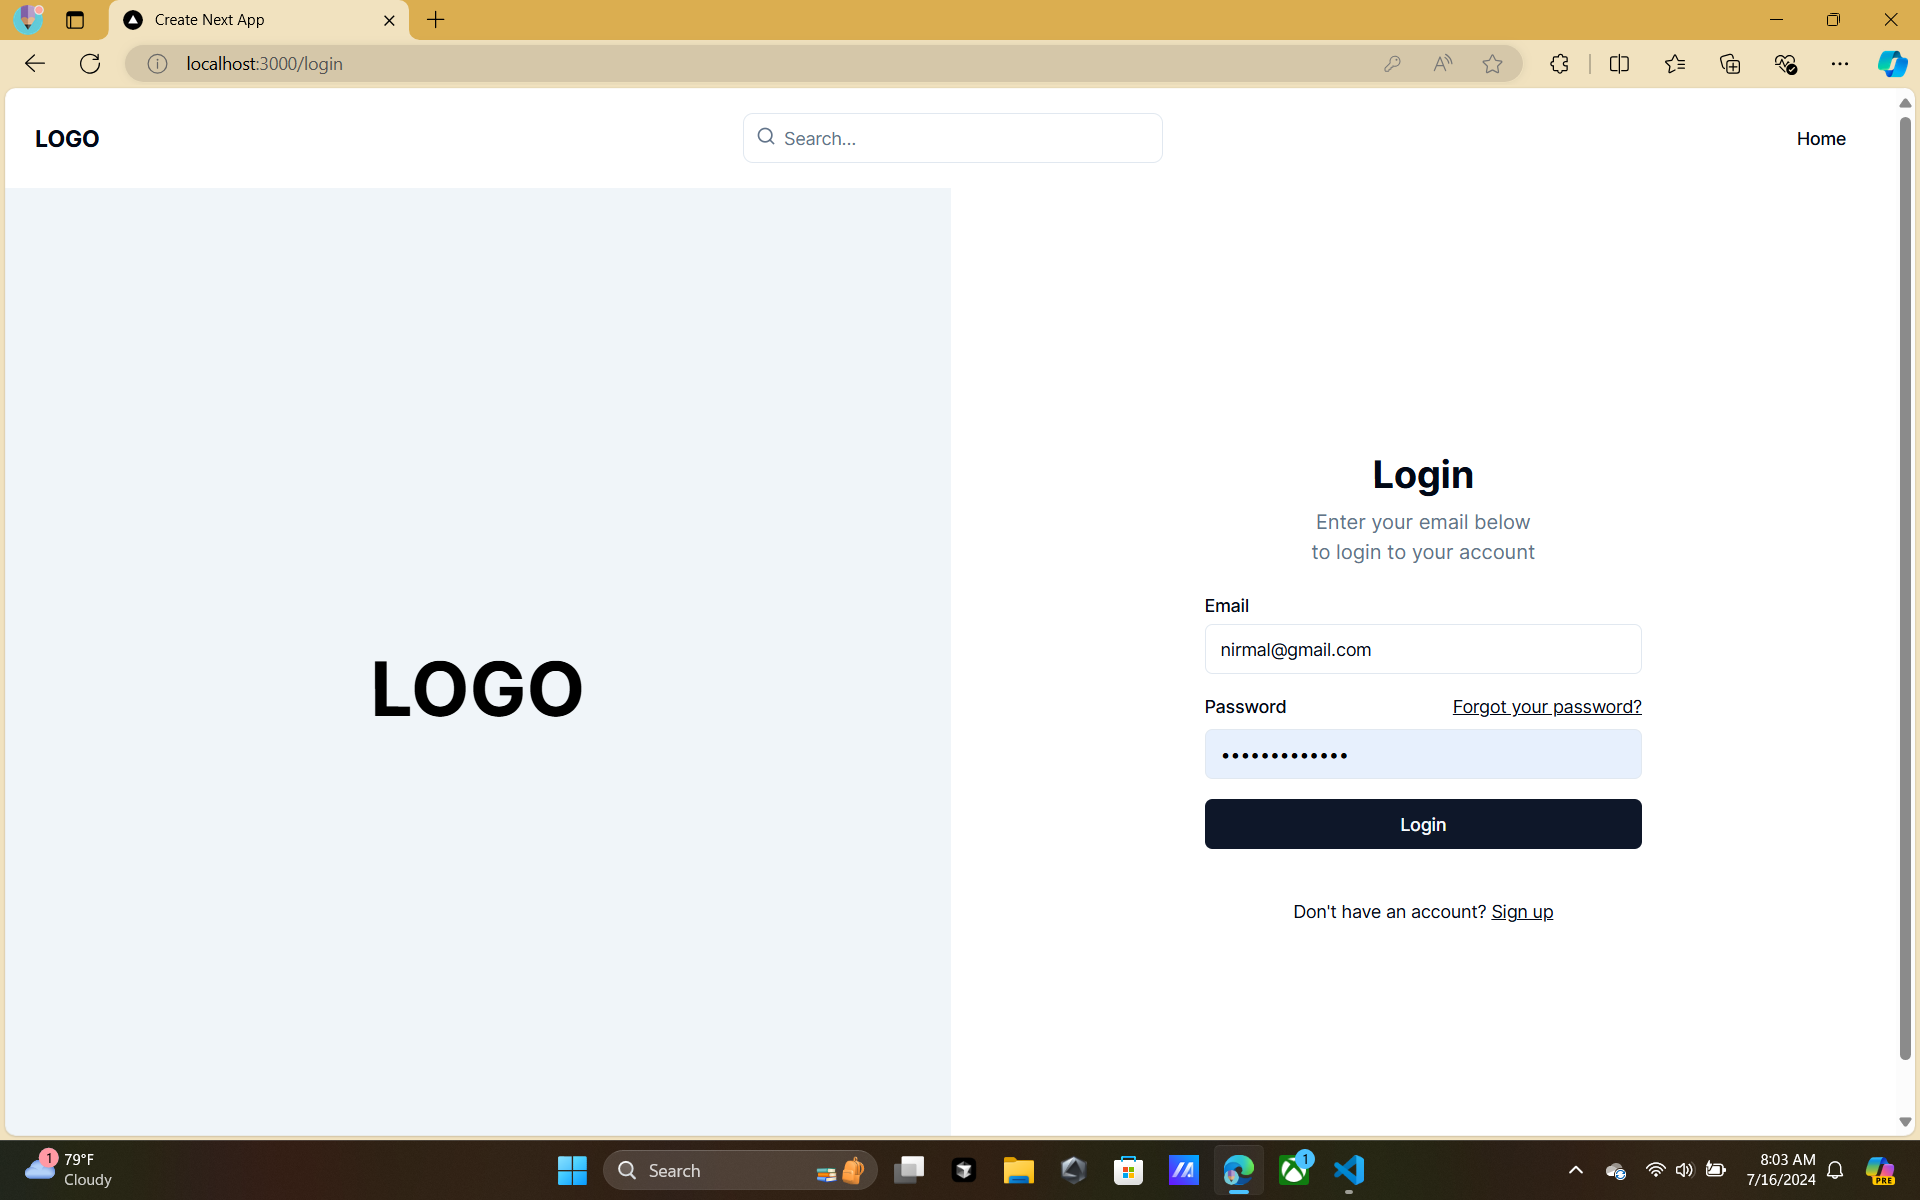 Create Next App
localhost:3000/login
LOGO
Search...
Home
LOGO
Login
Enter your email below
to login to your account
Email
nirmal@gmail.com
Password
Forgot your password?
•••••••••••••
Login
Don't have an account? Sign up
1
79°F
Cloudy
Search
1
8:03 AM
7/16/2024
PRE